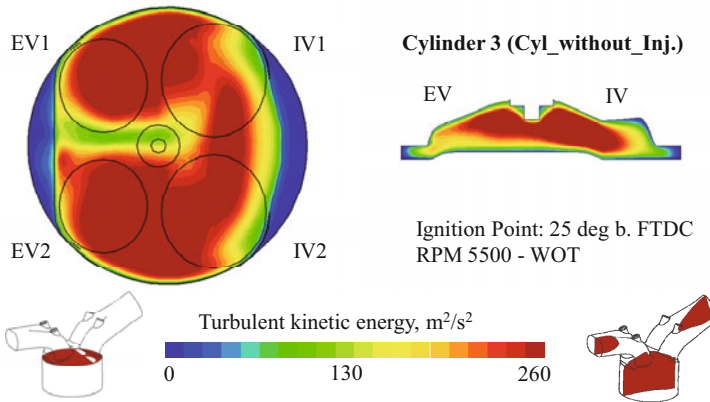 EV1
IV1
Cylinder 3 (Cyl_without_Inj.)
EV
IV
EV2
IV2
Ignition Point: 25 deg b. FTDC
RPM 5500 - WOT
Turbulent kinetic energy, m²/s²
0
130
260